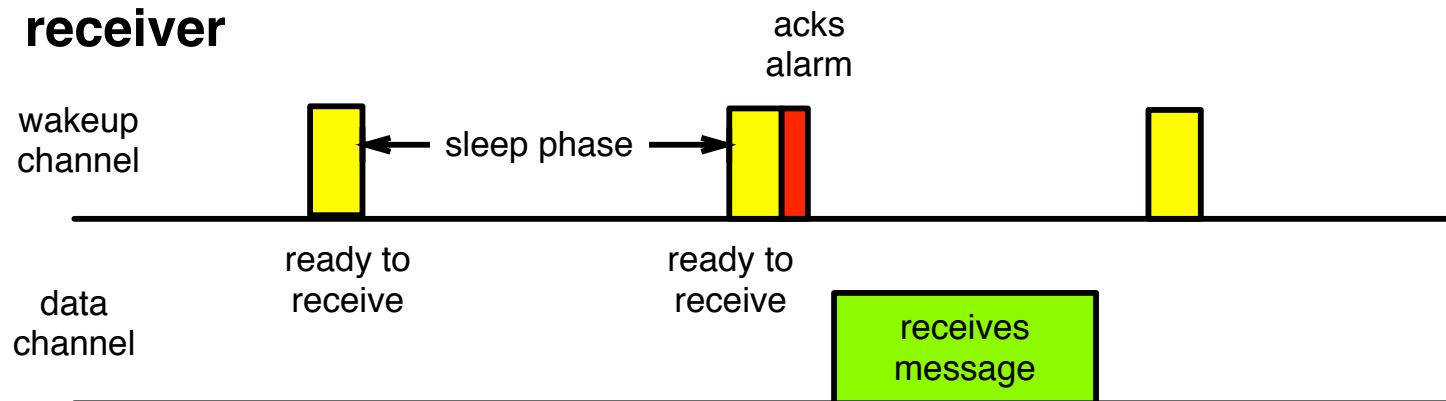 receiver
acks
alarm
wakeup
channel
sleep phase
ready to
receive
ready to
receive
data
channel
receives
message